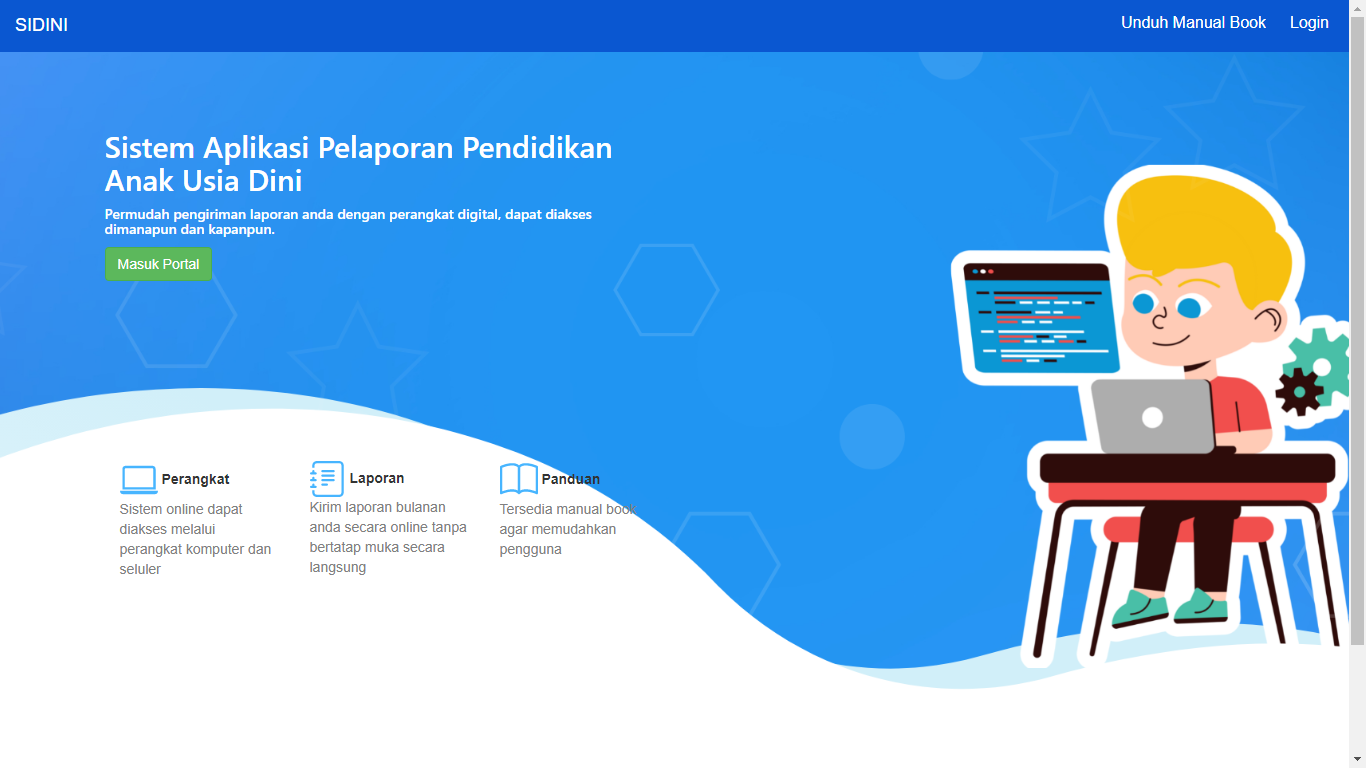 SIDINI
Unduh Manual Book
Login
Sistem Aplikasi Pelaporan Pendidikan
Anak Usia Dini
Permudah pengiriman laporan anda dengan perangkat digital, dapat diakses
dimanapun dan kapanpun.
Masuk Portal
Perangkat
Sistem online dapat
diakses melalui
perangkat komputer dan
seluler
Laporan
Kirim laporan bulanan
anda secara online tanpa
bertatap muka secara
langsung
Panduan
Tersedia manual book
agar memudahkan
pengguna